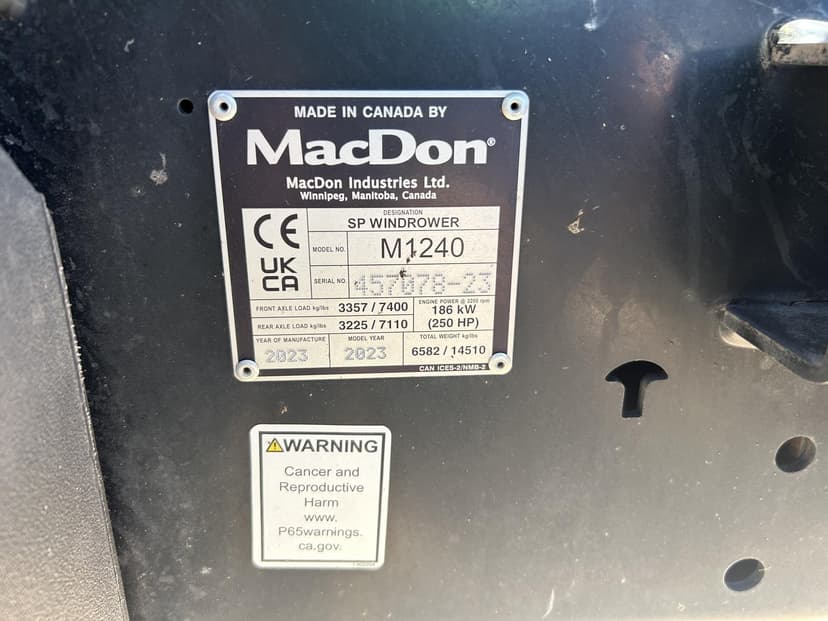 MADE IN CANADA BY
MacDon®
MacDon Industries Ltd.
Winnipeg, Manitoba, Canada
CE
UK
CA
DESIGNATION
SP WINDROWER
MODEL NO. M1240
SERIAL NO. 457078-23
FRONT AXLE LOAD kg/lbs 3357 / 7400
REAR AXLE LOAD kg/lbs 3225 / 7110
ENGINE POWER @ 2200 rpm
186 kW
(250 HP)
YEAR OF MANUFACTURE
2023
MODEL YEAR
2023
TOTAL WEIGHT kg/lbs
6582 / 14510
CAN ICES-2/NMB-2
WARNING
Cancer and
Reproductive
Harm
www.
P65warnings.
ca.gov.